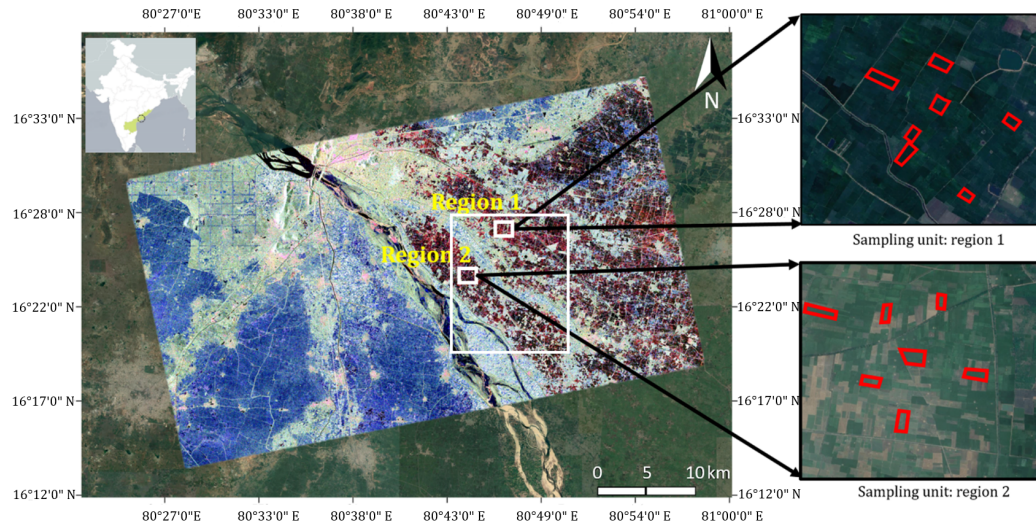 80°27'0" E 80°33'0" E 80°38'0" E 80°43'0" E 80°49'0" E 80°54'0" E 81°00'0" E
16°33'0" N
16°28'0" N
16°22'0" N
16°17'0" N
16°12'0" N
N
Region 1
Region 2
0 5 10 km
16°33'0" N
16°28'0" N
16°22'0" N
16°17'0" N
16°12'0" N
80°27'0" E 80°33'0" E 80°38'0" E 80°43'0" E 80°49'0" E 80°54'0" E 81°00'0" E
Sampling unit: region 1
Sampling unit: region 2